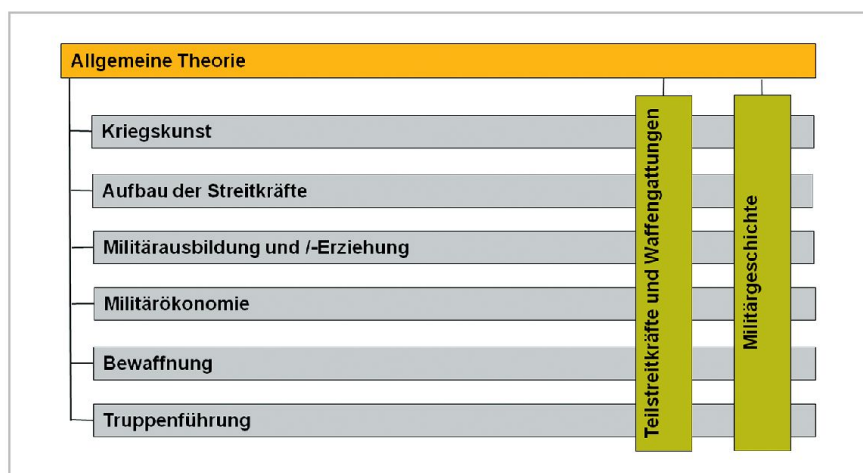 Allgemeine Theorie
Kriegskunst
Aufbau der Streitkräfte
Militärausbildung und /-Erziehung
Militärökonomie
Bewaffnung
Truppenführung
Teilstreitkräfte und Waffengattungen
Militärgeschichte